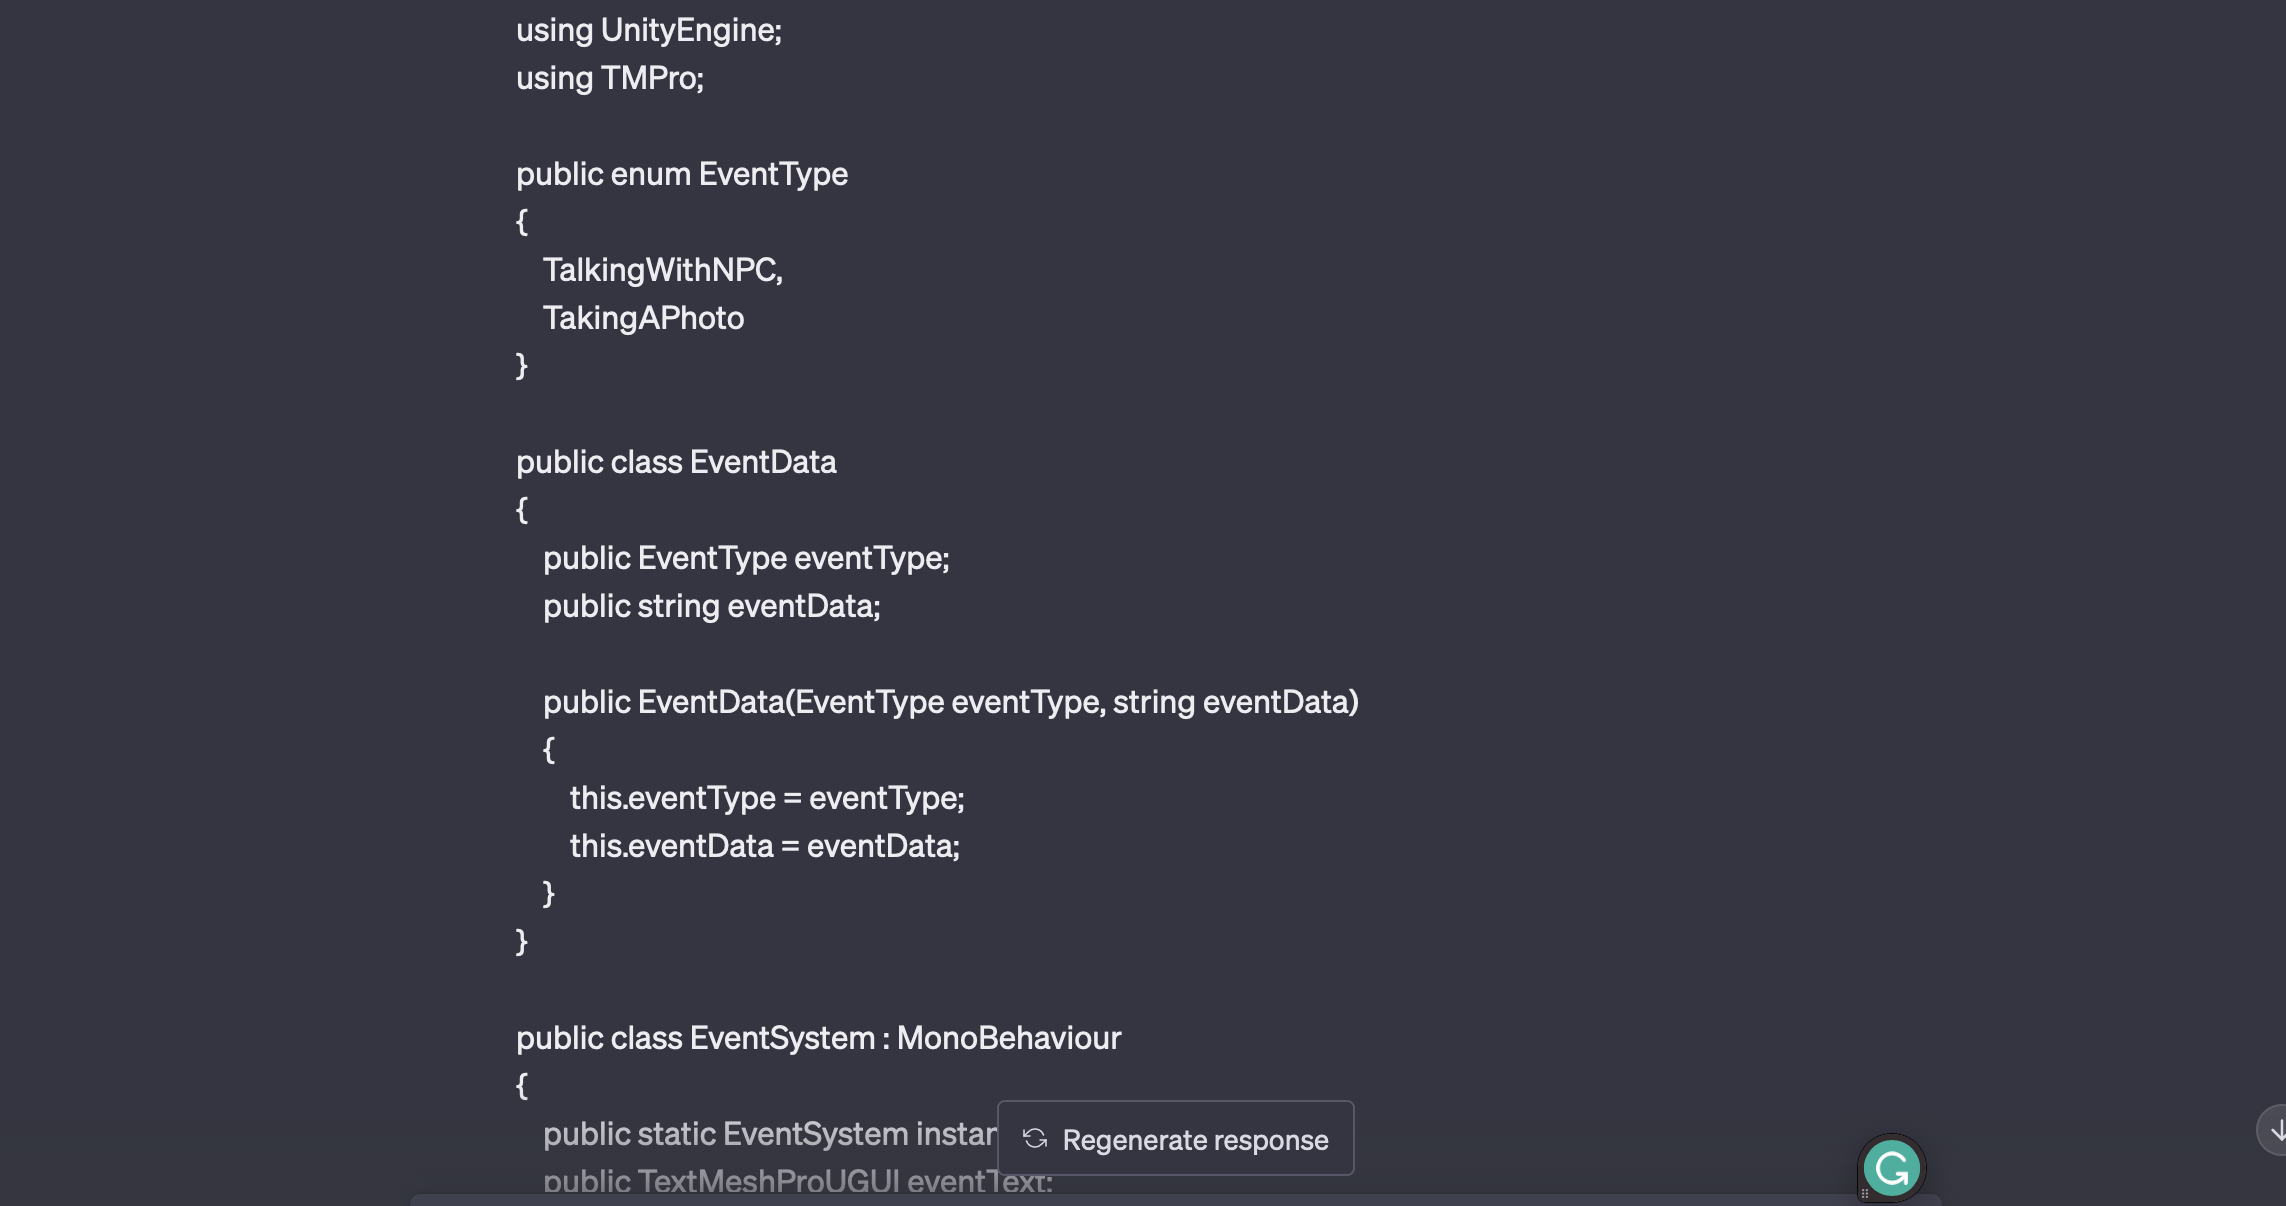 using UnityEngine;
using TMPro;
public enum EventType
{
TalkingWithNPC,
TakingAPhoto
}
public class EventData
{
public EventType eventType;
public string eventData;
public EventData(EventType eventType, string eventData)
{
this.eventType = eventType;
this.eventData = eventData;
}
}
public class EventSystem : MonoBehaviour
{
public static EventSystem
Regenerate response
public TextMeshProUGUI eventText;